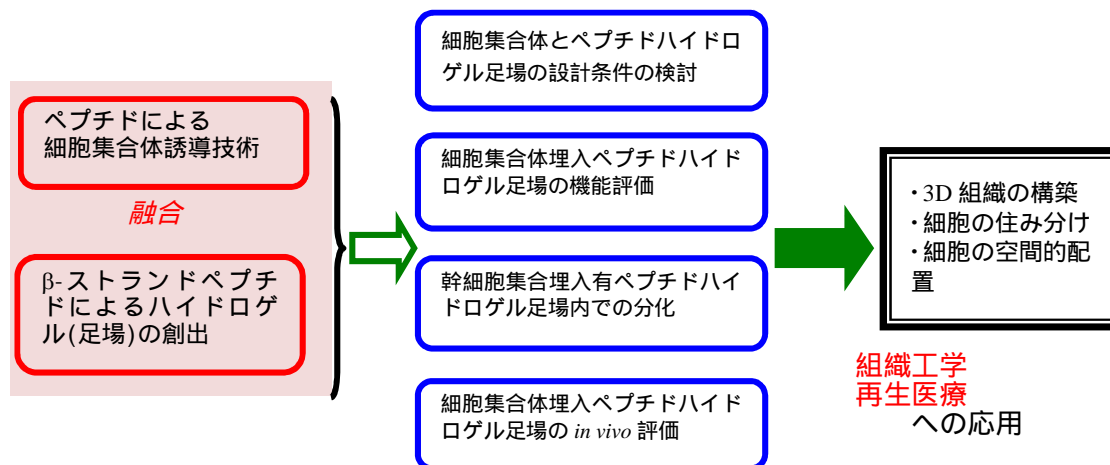 ペプチドによる
細胞集合体誘導技術
融合
β-ストランドペプチ
ドによるハイドロゲ
ル(足場)の創出
細胞集合体とペプチドハイドロ
ゲル足場の設計条件の検討
細胞集合体埋入ペプチドハイド
ロゲル足場の機能評価
幹細胞集合埋入有ペプチドハイ
ドロゲル足場内での分化
細胞集合体埋入ペプチドハイド
ロゲル足場の in vivo 評価
・3D 組織の構築
・細胞の住み分け
・細胞の空間的配
置
組織工学
再生医療
への応用